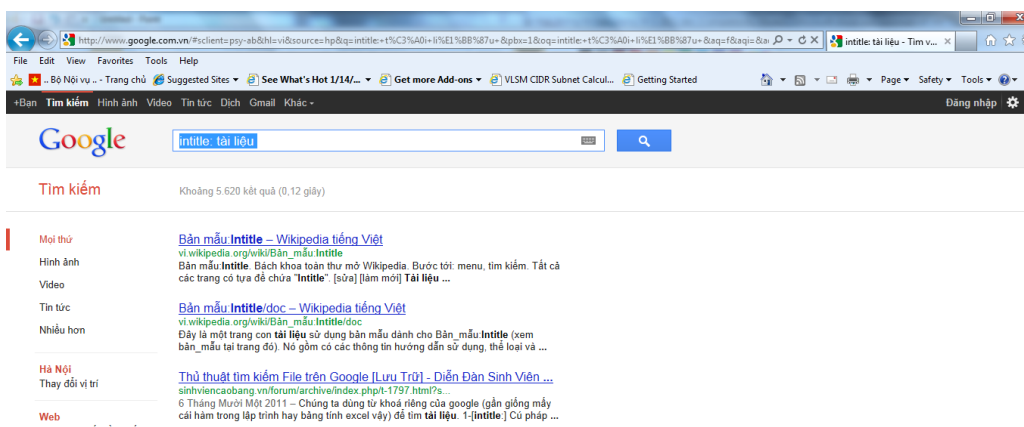 http://www.google.com.vn/#sclient=psy-ab&hl=vi&source=hp&q=intitle:+t%C3%A0i+li%E1%BB%87u+&pbx=1&oq=intitle:+t%C3%A0i+li%E1%BB%87u+&aq=f&aqi=&ai
intitle: tài liệu - Tìm v...
File Edit View Favorites Tools Help
.. Bộ Nội vụ .. - Trang chủ Suggested Sites See What's Hot 1/14/... Get more Add-ons VLSM CIDR Subnet Calcul... Getting Started Page Safety Tools
+Bạn Tìm kiếm Hình ảnh Video Tin tức Dịch Gmail Khác Đăng nhập
Google intitle: tài liệu
Tìm kiếm Khoảng 5.620 kết quả (0,12 giây)
Mọi thứ
Hình ảnh
Video
Tin tức
Nhiều hơn
Hà Nội
Thay đổi vị trí
Web
Bản mẫu:Intitle – Wikipedia tiếng Việt
vi.wikipedia.org/wiki/Bản_mẫu:Intitle
Bản mẫu:Intitle. Bách khoa toàn thư mở Wikipedia. Bước tới: menu, tìm kiếm. Tất cả
các trang có tựa đề chứa "Intitle". [sửa] [làm mới] Tài liệu ...
Bản mẫu:Intitle/doc – Wikipedia tiếng Việt
vi.wikipedia.org/wiki/Bản_mẫu:Intitle/doc
Đây là một trang con tài liệu sử dụng bản mẫu dành cho Bản_mẫu:Intitle (xem
bản_mẫu tại trang đó). Nó gồm có các thông tin hướng dẫn sử dụng, thể loại và ...
Thủ thuật tìm kiếm File trên Google [Lưu Trữ] - Diễn Đàn Sinh Viên ...
sinhviencaobang.vn/forum/archive/index.php/t-1797.html?s...
6 Tháng Mười Một 2011 – Chúng ta dùng từ khoá riêng của google (gần giống mấy
cái hàm trong lập trình hay bảng tính excel vậy) để tìm tài liệu. 1-[intitle:] Cú pháp ...